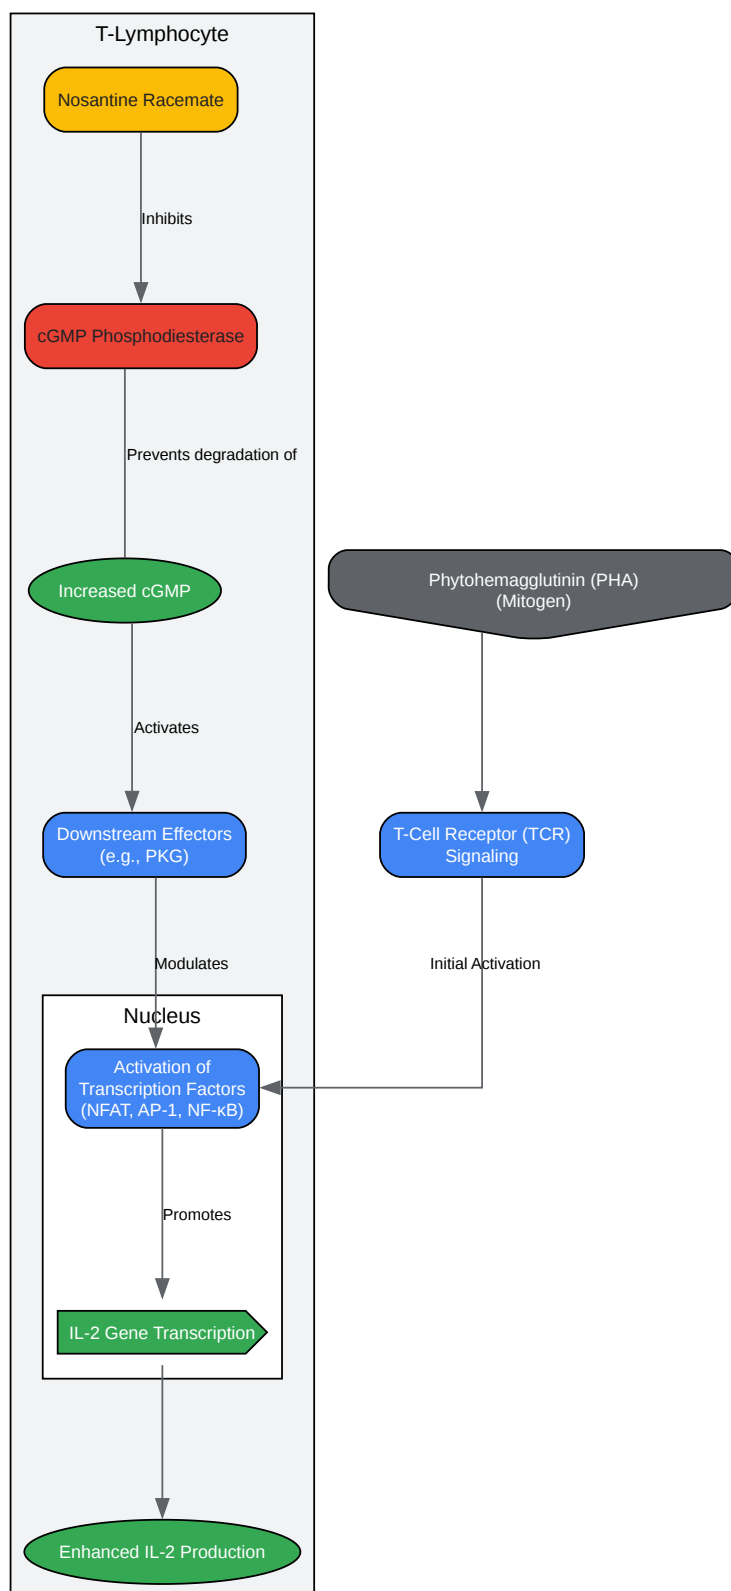 T-Lymphocyte
Nosantine Racemate
Inhibits
cGMP Phosphodiesterase
Prevents degradation of
Increased cGMP
Phytohemagglutinin (PHA)
(Mitogen)
Activates
Downstream Effectors
(e.g., PKG)
T-Cell Receptor (TCR)
Signaling
Modulates
Initial Activation
Nucleus
Activation of
Transcription Factors
(NFAT, AP-1, NF-κB)
Promotes
IL-2 Gene Transcription
Enhanced IL-2 Production